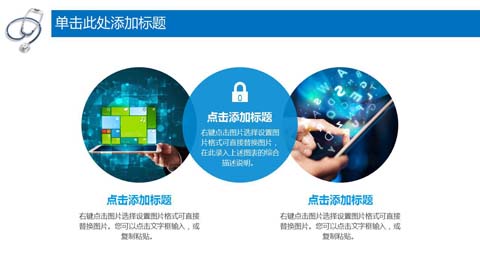 单击此处添加标题
点击添加标题
右键点击图片选择设置图
片格式可直接替换图片，
在此录入上述图表的综合
描述说明。
点击添加标题
右键点击图片选择设置图片格式可直接
替换图片。您可以点击文字框输入，或
复制粘贴。
点击添加标题
右键点击图片选择设置图片格式可直接
替换图片。您可以点击文字框输入，或
复制粘贴。